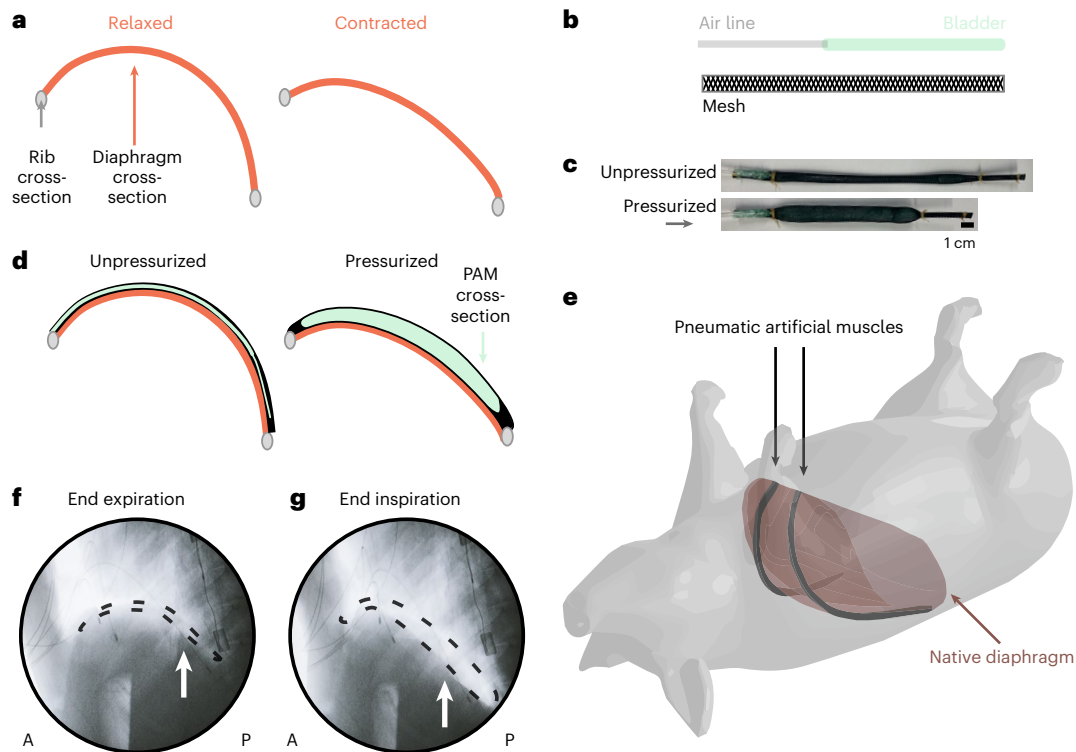 a
Relaxed
Contracted
Rib
cross-
section
Diaphragm
cross-
section
b
Air line
Bladder
Mesh
c
Unpressurized
Pressurized
1 cm
d
Unpressurized
Pressurized
PAM
cross-
section
e
Pneumatic artificial muscles
Native diaphragm
f
End expiration
A
P
g
End inspiration
A
P